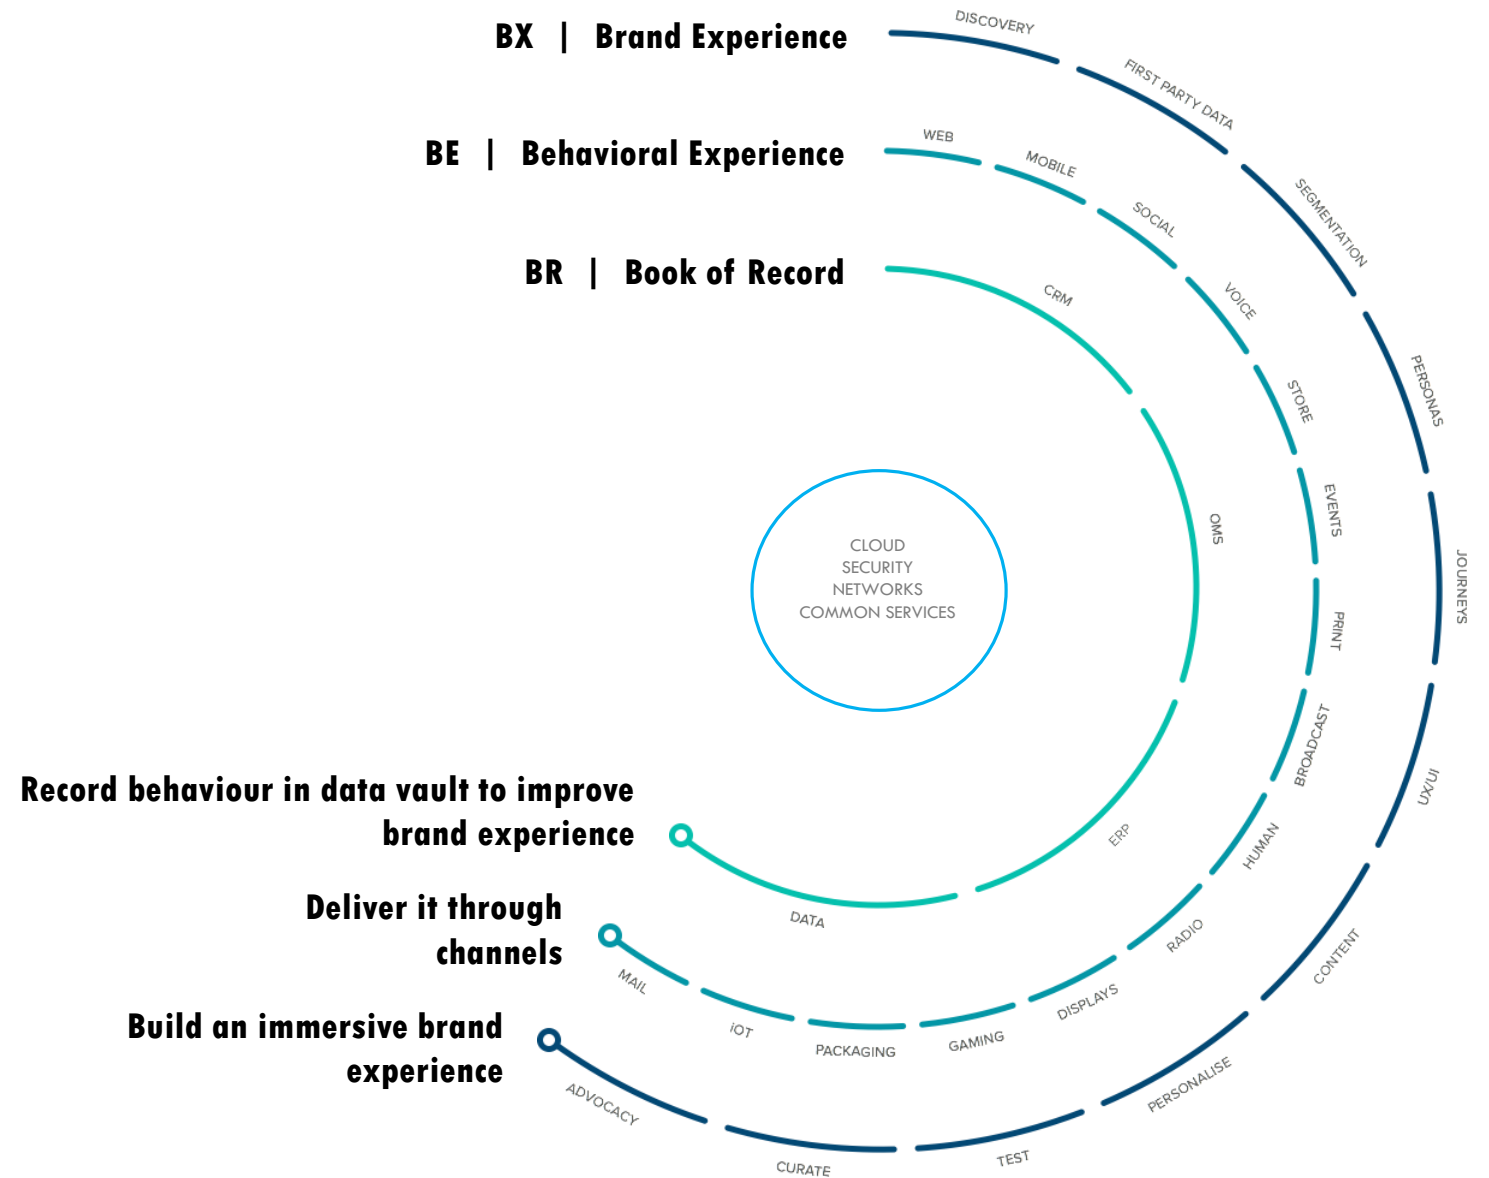 BX | Brand Experience
BE | Behavioral Experience
BR | Book of Record
DISCOVERY
FIRST PARTY DATA
SEGMENTATION
PERSONAS
JOURNEYS
UX/UI
CONTENT
PERSONALISE
TEST
CURATE
ADVOCACY
WEB
MOBILE
SOCIAL
VOICE
STORE
EVENTS
PRINT
BROADCAST
HUMAN
RADIO
DISPLAYS
GAMING
PACKAGING
iOT
MAIL
CRM
OMS
ERP
DATA
CLOUD
SECURITY
NETWORKS
COMMON SERVICES
Record behaviour in data vault to improve
brand experience
Deliver it through
channels
Build an immersive brand
experience